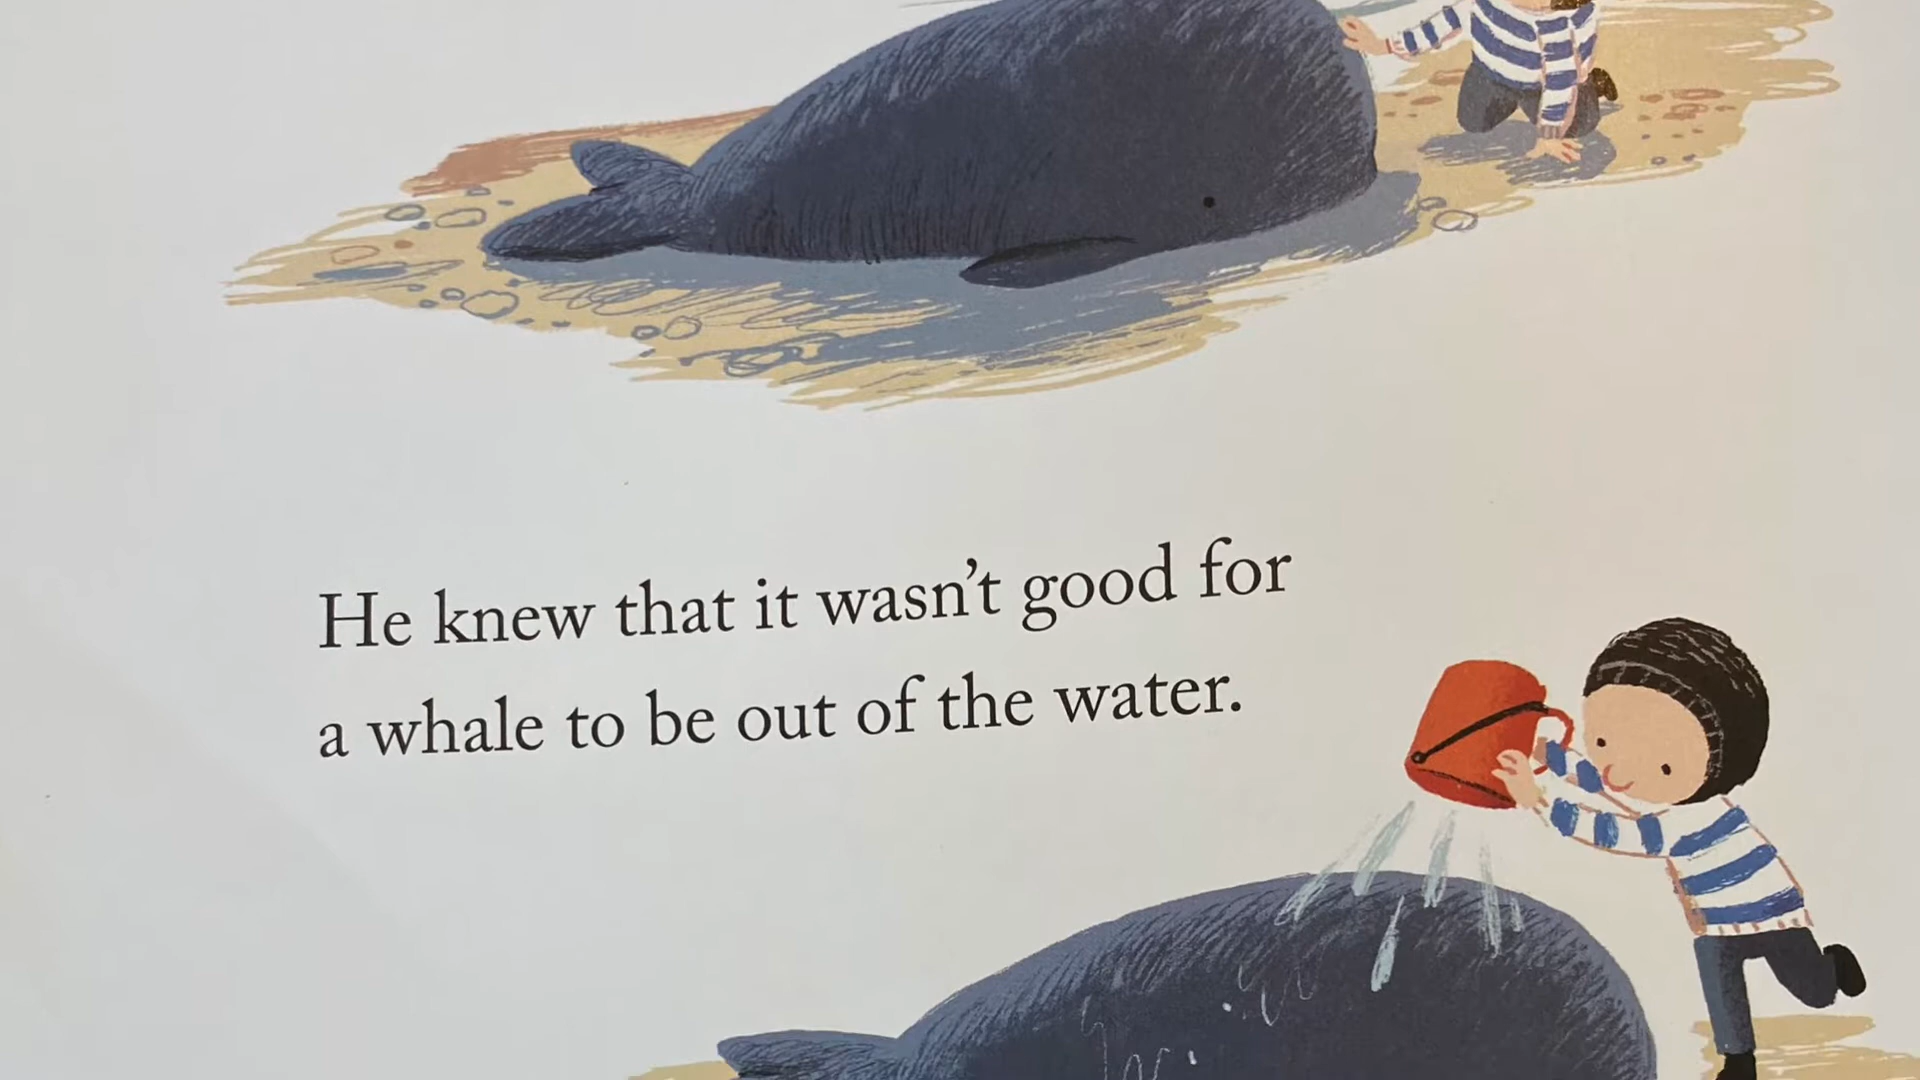 He knew that it wasn’t good for
a whale to be out of the water.